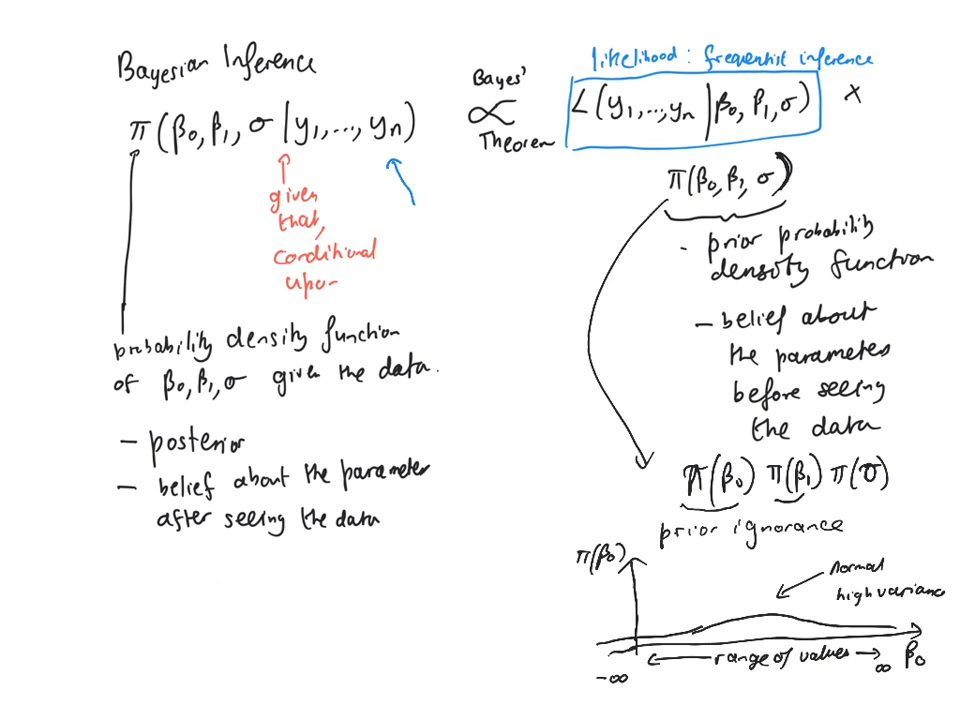 Bayesian Inference
π(β₀, β₁, σ | y₁, ..., yₙ)
given
that,
conditional
upon
probability density function
of β₀, β₁, σ given the data.
– posterior
– belief about the parameter
after seeing the data
Bayes'
∝
Theorem
likelihood: frequentist inference
L(y₁, ..., yₙ | β₀, β₁, σ) ×
π(β₀, β₁, σ)
- prior probability
density function
– belief about
the parameters
before seeing
the data
π(β₀) π(β₁) π(σ)
prior ignorance
π(β₀)
Normal
high variance
range of values
-∞
∞
β₀